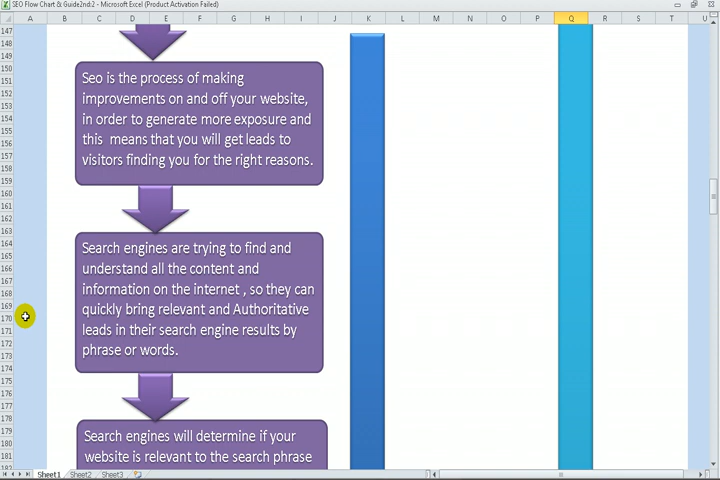 SEO Flow Chart & Guide2nd:2 - Microsoft Excel (Product Activation Failed)
A B C D E F G H I J K L M N O P Q R S T U
147
148
149
150
151
152
153
154
155
156
157
158
159
160
161
162
163
164
165
166
167
168
169
170
171
172
173
174
175
176
177
178
179
180
181
182
Seo is the process of making
improvements on and off your website,
in order to generate more exposure and
this means that you will get leads to
visitors finding you for the right reasons.
Search engines are trying to find and
understand all the content and
information on the internet , so they can
quickly bring relevant and Authoritative
leads in their search engine results by
phrase or words.
Search engines will determine if your
website is relevant to the search phrase
Sheet1 Sheet2 Sheet3